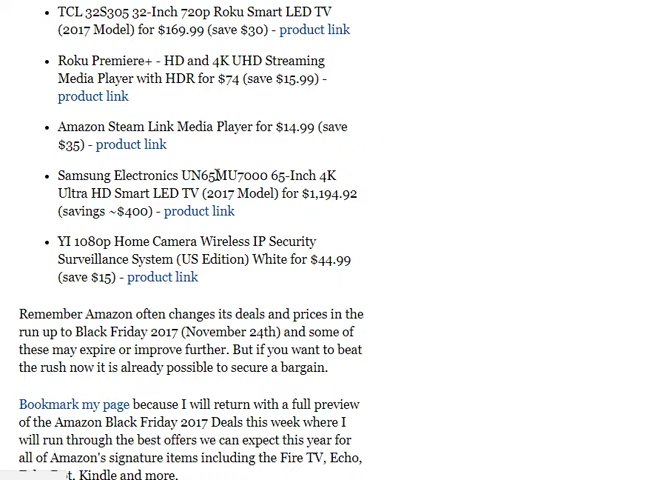 TCL 32S305 32-Inch 720p Roku Smart LED TV
(2017 Model) for $169.99 (save $30) - product link
Roku Premiere+ - HD and 4K UHD Streaming
Media Player with HDR for $74 (save $15.99) -
product link
Amazon Steam Link Media Player for $14.99 (save
$35) - product link
Samsung Electronics UN65MU7000 65-Inch 4K
Ultra HD Smart LED TV (2017 Model) for $1,194.92
(savings ~$400) - product link
YI 1080p Home Camera Wireless IP Security
Surveillance System (US Edition) White for $44.99
(save $15) - product link
Remember Amazon often changes its deals and prices in the
run up to Black Friday 2017 (November 24th) and some of
these may expire or improve further. But if you want to beat
the rush now it is already possible to secure a bargain.
Bookmark my page because I will return with a full preview
of the Amazon Black Friday 2017 Deals this week where I
will run through the best offers we can expect this year for
all of Amazon's signature items including the Fire TV, Echo,
Kindle and more.